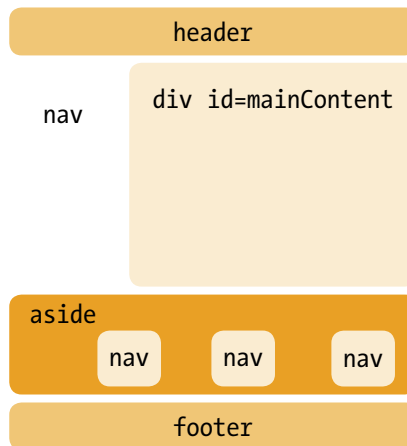 header
nav
div id=mainContent
aside
nav
nav
nav
footer